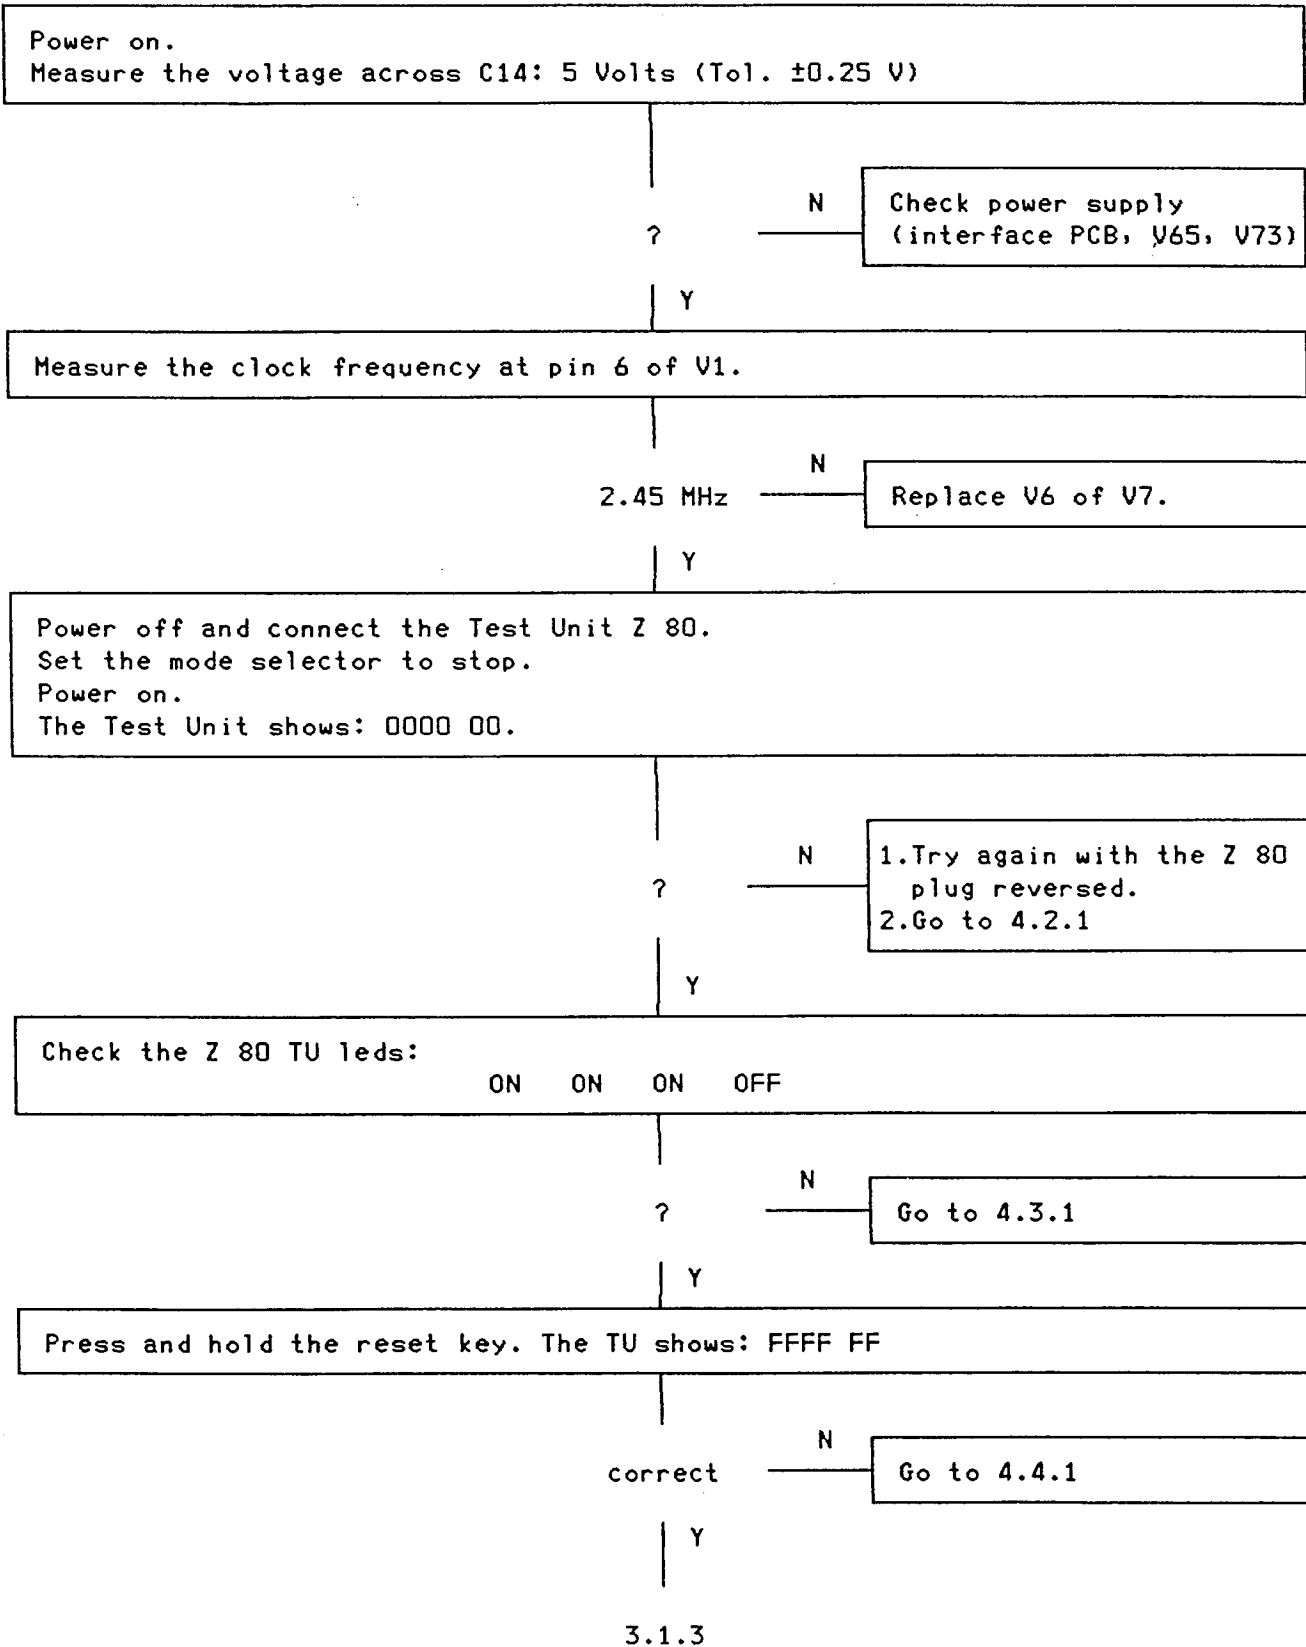 Power on.
Measure the voltage across C14: 5 Volts (Tol. ±0.25 V)
N
Check power supply
(interface PCB, V65, V73)
?
Y
Measure the clock frequency at pin 6 of V1.
N
2.45 MHz
Replace V6 of V7.
Y
Power off and connect the Test Unit Z 80.
Set the mode selector to stop.
Power on.
The Test Unit shows: 0000 00.
N
1.Try again with the Z 80
plug reversed.
2.Go to 4.2.1
?
Y
Check the Z 80 TU leds:
ON ON ON OFF
N
?
Go to 4.3.1
Y
Press and hold the reset key. The TU shows: FFFF FF
N
correct
Go to 4.4.1
Y
3.1.3